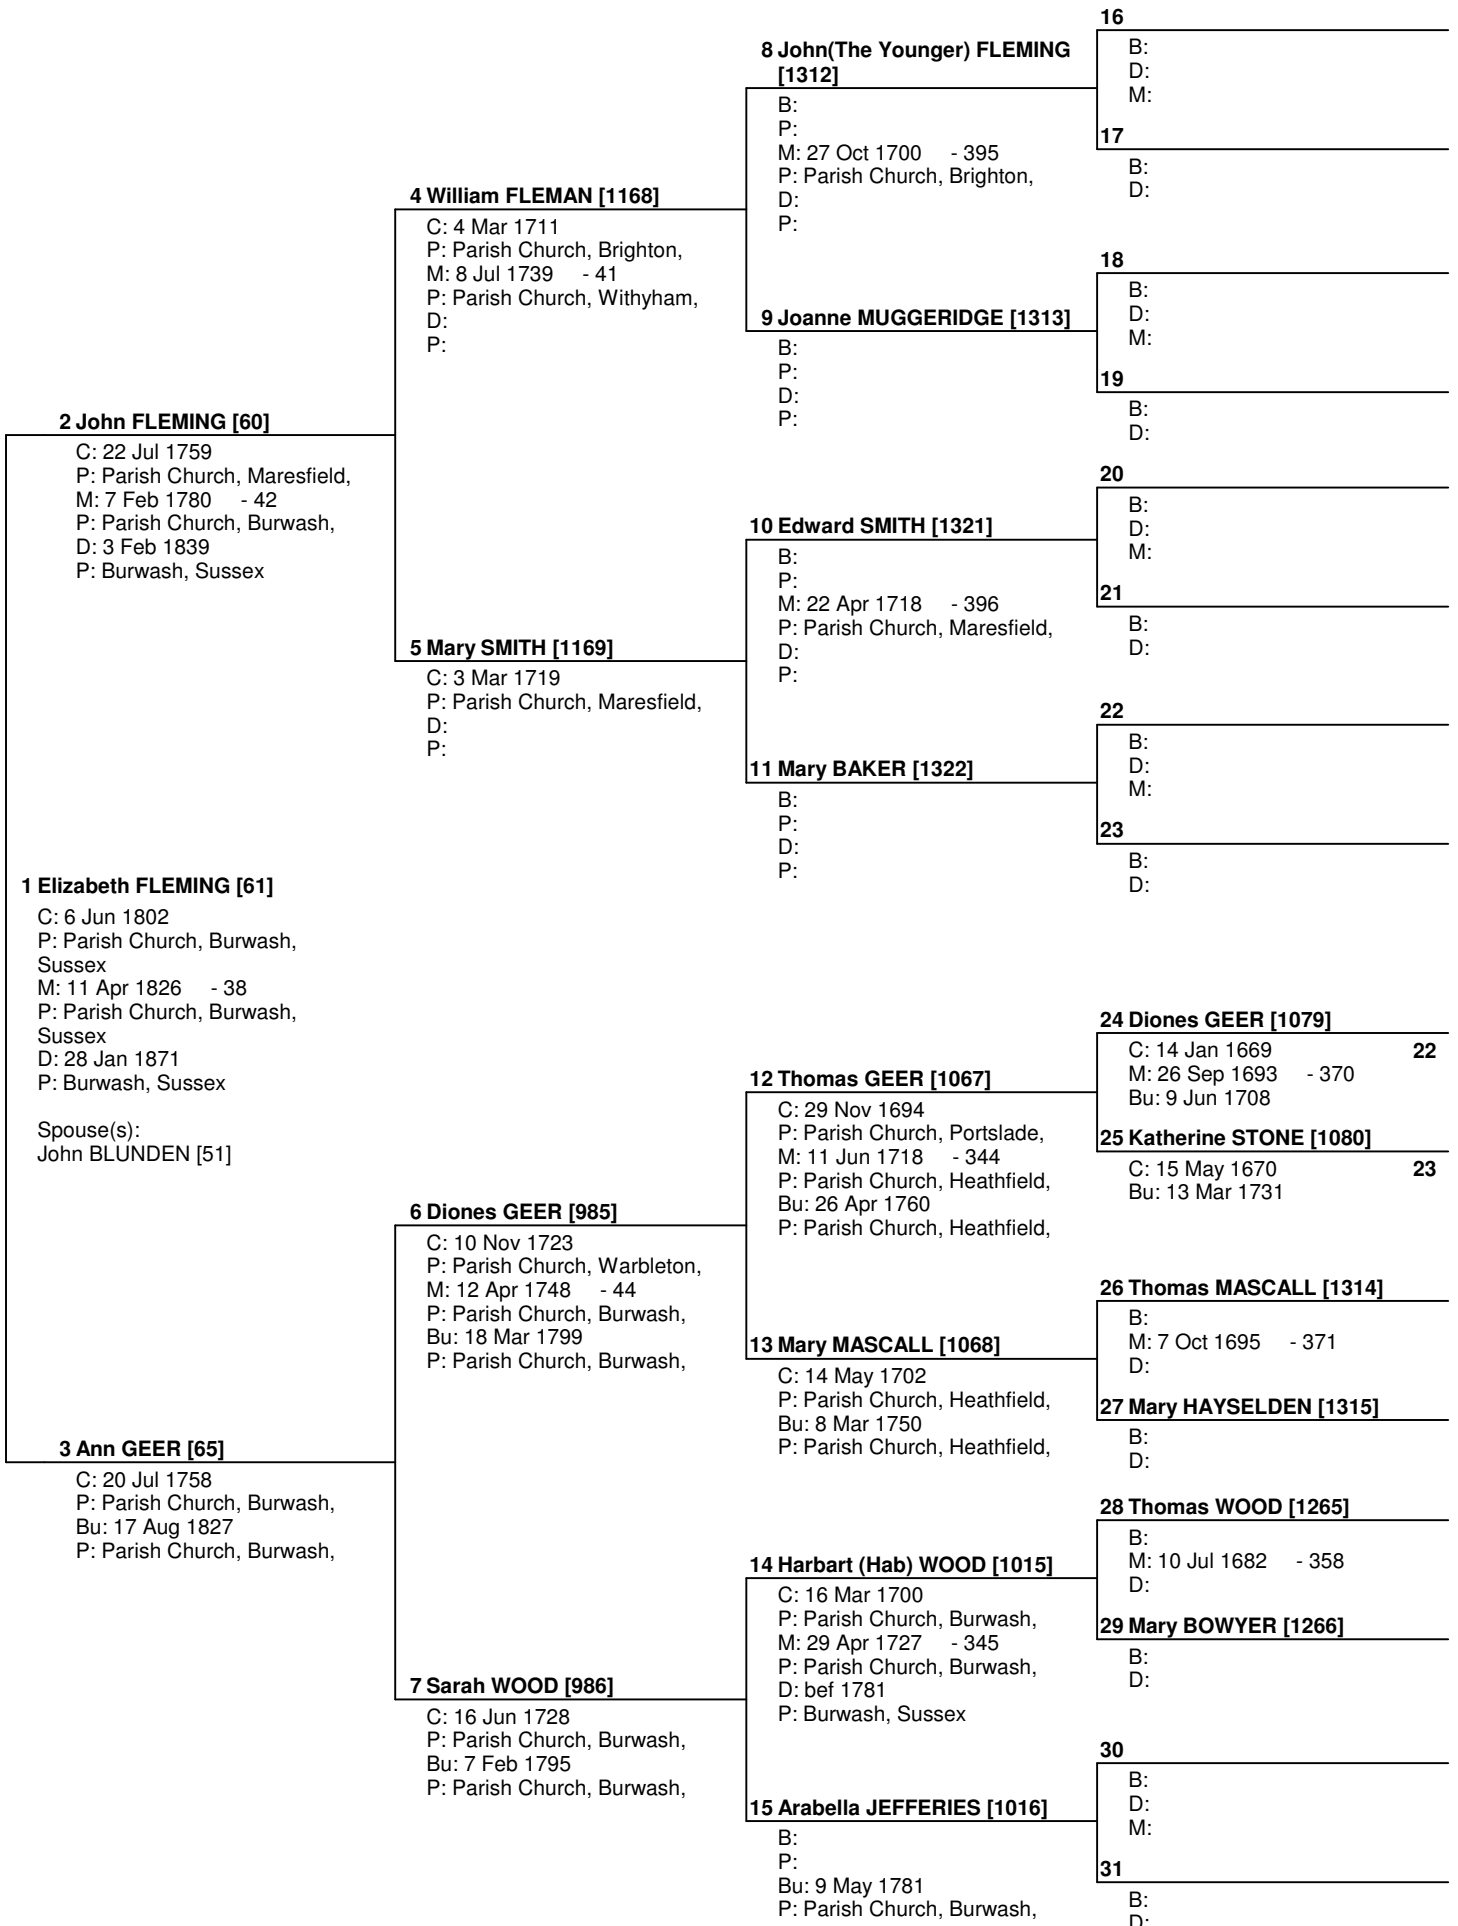 16
B:
D:
M:
17
B:
D:
8 John(The Younger) FLEMING
[1312]
B:
P:
M: 27 Oct 1700 - 395
P: Parish Church, Brighton,
D:
P:
4 William FLEMAN [1168]
C: 4 Mar 1711
P: Parish Church, Brighton,
M: 8 Jul 1739 - 41
P: Parish Church, Withyham,
D:
P:
18
B:
D:
M:
9 Joanne MUGGERIDGE [1313]
B:
P:
D:
P:
19
B:
D:
2 John FLEMING [60]
C: 22 Jul 1759
P: Parish Church, Maresfield,
M: 7 Feb 1780 - 42
P: Parish Church, Burwash,
D: 3 Feb 1839
P: Burwash, Sussex
20
B:
D:
M:
10 Edward SMITH [1321]
B:
P:
M: 22 Apr 1718 - 396
P: Parish Church, Maresfield,
D:
P:
21
B:
D:
5 Mary SMITH [1169]
C: 3 Mar 1719
P: Parish Church, Maresfield,
D:
P:
22
B:
D:
M:
11 Mary BAKER [1322]
B:
P:
D:
P:
23
B:
D:
1 Elizabeth FLEMING [61]
C: 6 Jun 1802
P: Parish Church, Burwash,
Sussex
M: 11 Apr 1826 - 38
P: Parish Church, Burwash,
Sussex
D: 28 Jan 1871
P: Burwash, Sussex
Spouse(s):
John BLUNDEN [51]
24 Diones GEER [1079]
C: 14 Jan 1669 22
M: 26 Sep 1693 - 370
Bu: 9 Jun 1708
12 Thomas GEER [1067]
C: 29 Nov 1694
P: Parish Church, Portslade,
M: 11 Jun 1718 - 344
P: Parish Church, Heathfield,
Bu: 26 Apr 1760
P: Parish Church, Heathfield,
25 Katherine STONE [1080]
C: 15 May 1670 23
Bu: 13 Mar 1731
6 Diones GEER [985]
C: 10 Nov 1723
P: Parish Church, Warbleton,
M: 12 Apr 1748 - 44
P: Parish Church, Burwash,
Bu: 18 Mar 1799
P: Parish Church, Burwash,
26 Thomas MASCALL [1314]
B:
M: 7 Oct 1695 - 371
D:
13 Mary MASCALL [1068]
C: 14 May 1702
P: Parish Church, Heathfield,
Bu: 8 Mar 1750
P: Parish Church, Heathfield,
27 Mary HAYSELDEN [1315]
B:
D:
3 Ann GEER [65]
C: 20 Jul 1758
P: Parish Church, Burwash,
Bu: 17 Aug 1827
P: Parish Church, Burwash,
28 Thomas WOOD [1265]
B:
M: 10 Jul 1682 - 358
D:
14 Harbart (Hab) WOOD [1015]
C: 16 Mar 1700
P: Parish Church, Burwash,
M: 29 Apr 1727 - 345
P: Parish Church, Burwash,
D: bef 1781
P: Burwash, Sussex
29 Mary BOWYER [1266]
B:
D:
7 Sarah WOOD [986]
C: 16 Jun 1728
P: Parish Church, Burwash,
Bu: 7 Feb 1795
P: Parish Church, Burwash,
30
B:
D:
M:
15 Arabella JEFFERIES [1016]
B:
P:
Bu: 9 May 1781
P: Parish Church, Burwash,
31
B:
D: